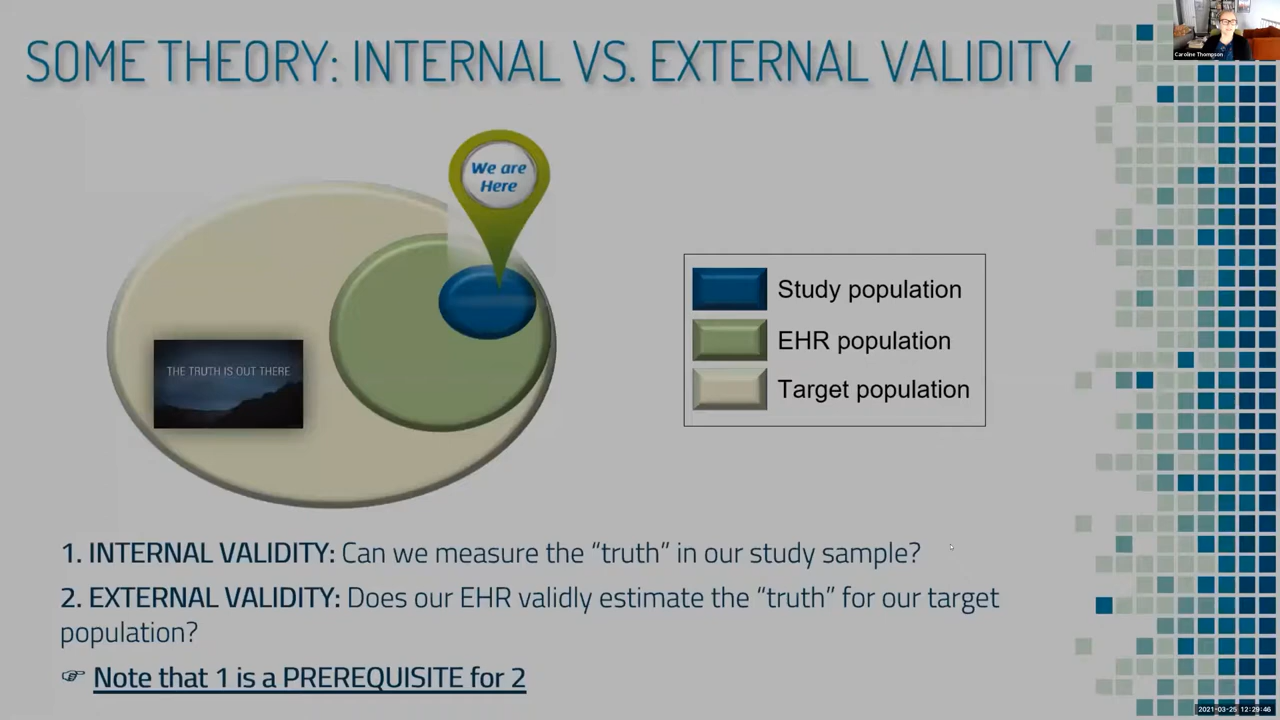 SOME THEORY: INTERNAL VS. EXTERNAL VALIDITY
Caroline Thompson
We are
Here
THE TRUTH IS OUT THERE
Study population
EHR population
Target population
1. INTERNAL VALIDITY: Can we measure the “truth” in our study sample?
2. EXTERNAL VALIDITY: Does our EHR validly estimate the “truth” for our target
population?
☞ Note that 1 is a PREREQUISITE for 2
2021-03-25 12:29:46